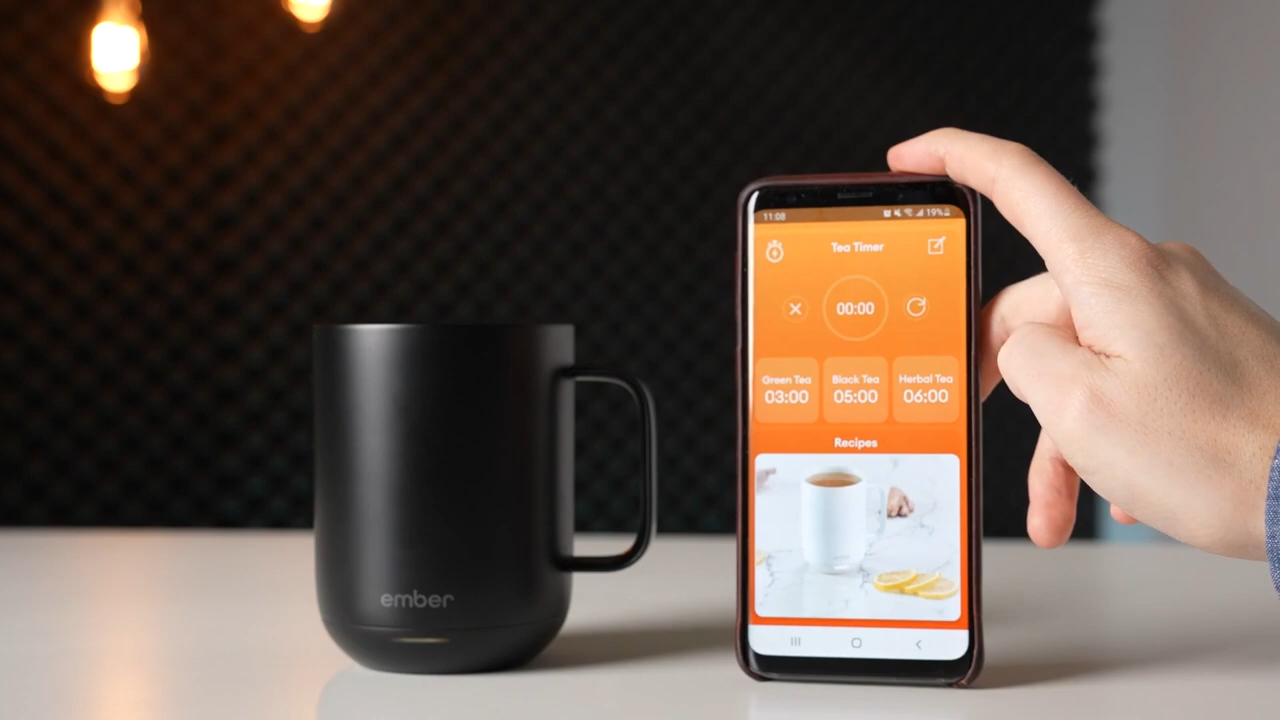 ember
11:08 19%
Tea Timer
00:00
Green Tea Black Tea Herbal Tea
03:00 05:00 06:00
Recipes